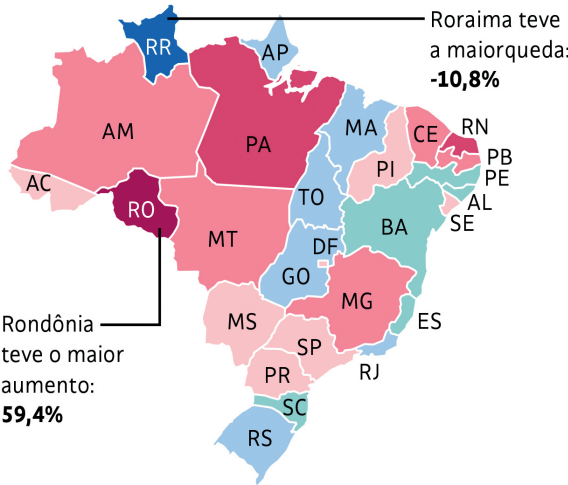 Roraima teve
a maiorqueda:
-10,8%
RR
AP
AM
PA
MA
CE
RN
PB
PE
AL
SE
PI
AC
RO
TO
BA
MT
DF
GO
MG
ES
MS
SP
RJ
PR
SC
RS
Rondônia
teve o maior
aumento:
59,4%